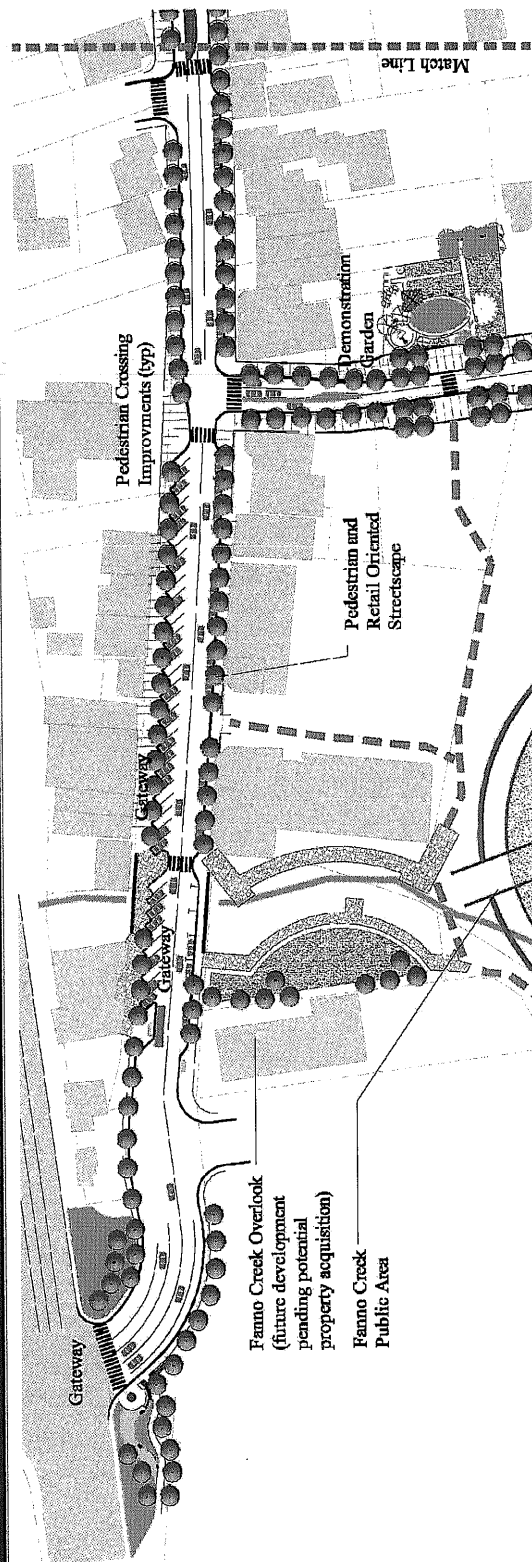 Gateway
Fanno Creek Overlook
(future development
pending potential
property acquisition)
Fanno Creek
Public Area
Gateway
Gateway
Pedestrian and
Retail Oriented
Streetscape
Pedestrian Crossing
Improvments (typ)
Demonstration
Garden
Match Line